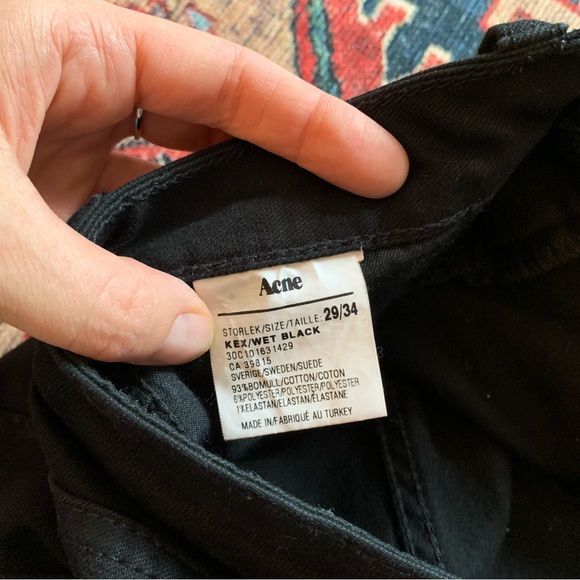 Acne
STORLEK/SIZE/TAILLE: 29/34
KEX/WET BLACK
30C101631429
CA 39815
SVERIGE/SWEDEN/SUEDE
93%BOMULL/COTTON/COTON
6%POLYESTER/POLYESTER/POLYESTER
1%ELASTAN/ELASTAN/ELASTANE
MADE IN/FABRIQUÉ AU TURKEY